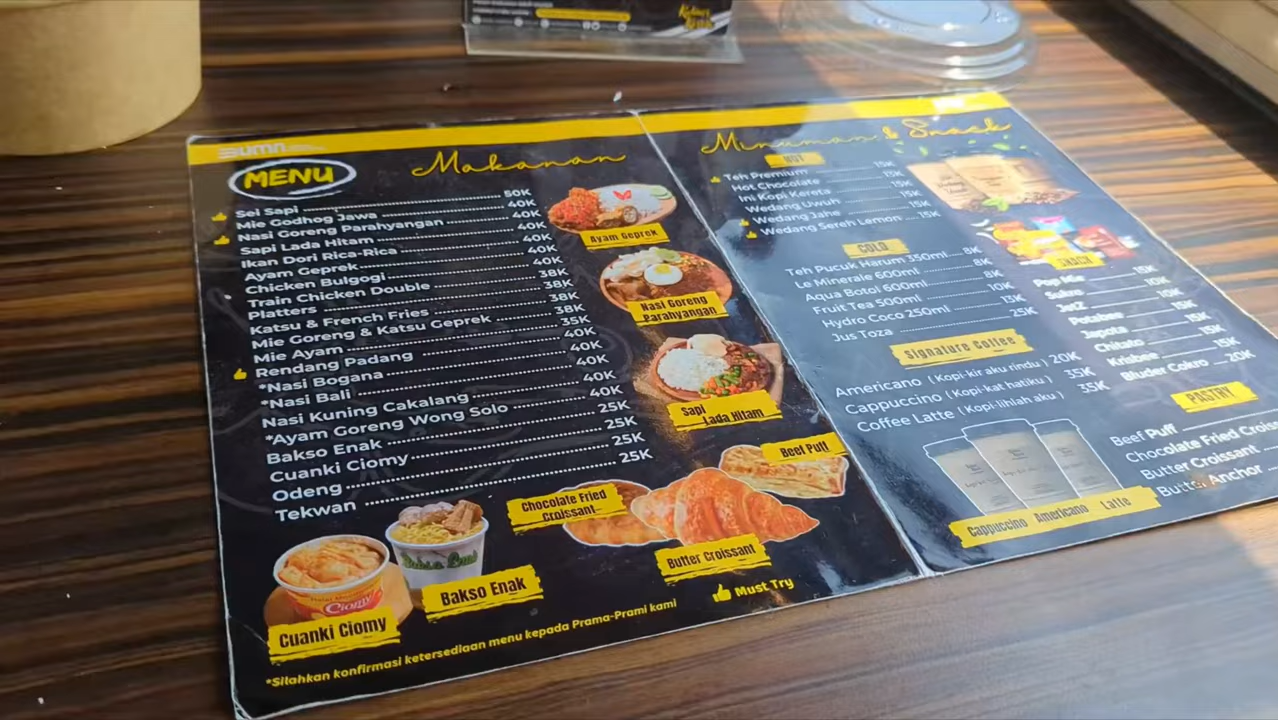 BUMN
MENU
Makanan
Sei Sapi 50K
Mie Godhog Jawa 40K
Nasi Goreng Parahyangan 40K
Sapi Lada Hitam 40K
Ikan Dori Rica-Rica 40K
Ayam Geprek 40K
Chicken Bulgogi 40K
Train Chicken Double
Platters 38K
Katsu & French Fries 38K
Mie Goreng & Katsu Geprek 38K
Mie Ayam 35K
Rendang Padang 40K
*Nasi Bogana 40K
*Nasi Bali 40K
Nasi Kuning Cakalang 40K
*Ayam Goreng Wong Solo 40K
Bakso Enak 25K
Cuanki Ciomy 25K
Odeng 25K
Tekwan 25K
Ayam Geprek
Nasi Goreng
Parahyangan
Sapi
Lada Hitam
Beef Puff
Chocolate Fried
Croissant
Butter Croissant
Ciomy
Cuanki Ciomy
Bakso Enak
Must Try
*Silahkan konfirmasi ketersediaan menu kepada Prama-Prami kami
Minuman & Snack
HOT
Teh Premium 15K
Hot Chocolate 15K
Ini Kopi Kereta 15K
Wedang Uwuh 15K
Wedang Jahe 15K
Wedang Sereh Lemon 15K
COLD
Teh Pucuk Harum 350ml 8K
Le Minerale 600ml 8K
Aqua Botol 600ml 8K
Fruit Tea 500ml 10K
Hydro Coco 250ml 13K
Jus Toza 25K
Signature Coffee
Americano (Kopi-kir aku rindu) 20K
Cappuccino (Kopi-kat hatiku) 35K
Coffee Latte (Kopi-lihlah aku) 35K
Cappuccino Americano Latte
SNACK
Pop Mie 15K
Sukro 10K
JetZ 10K
Potabee 15K
Japota 15K
Chitato 15K
Krisbee 15K
Bluder Cokro 20K
PASTRY
Beef Puff
Chocolate Fried Crois
Butter Croissant
Butter Anchor